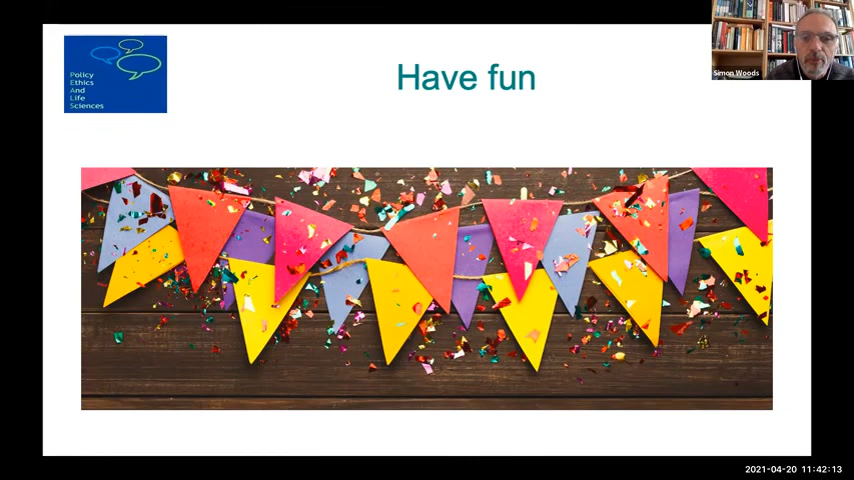 Have fun
Policy
Ethics
And
Life
Sciences
Simon Woods
2021-04-20 11:42:13